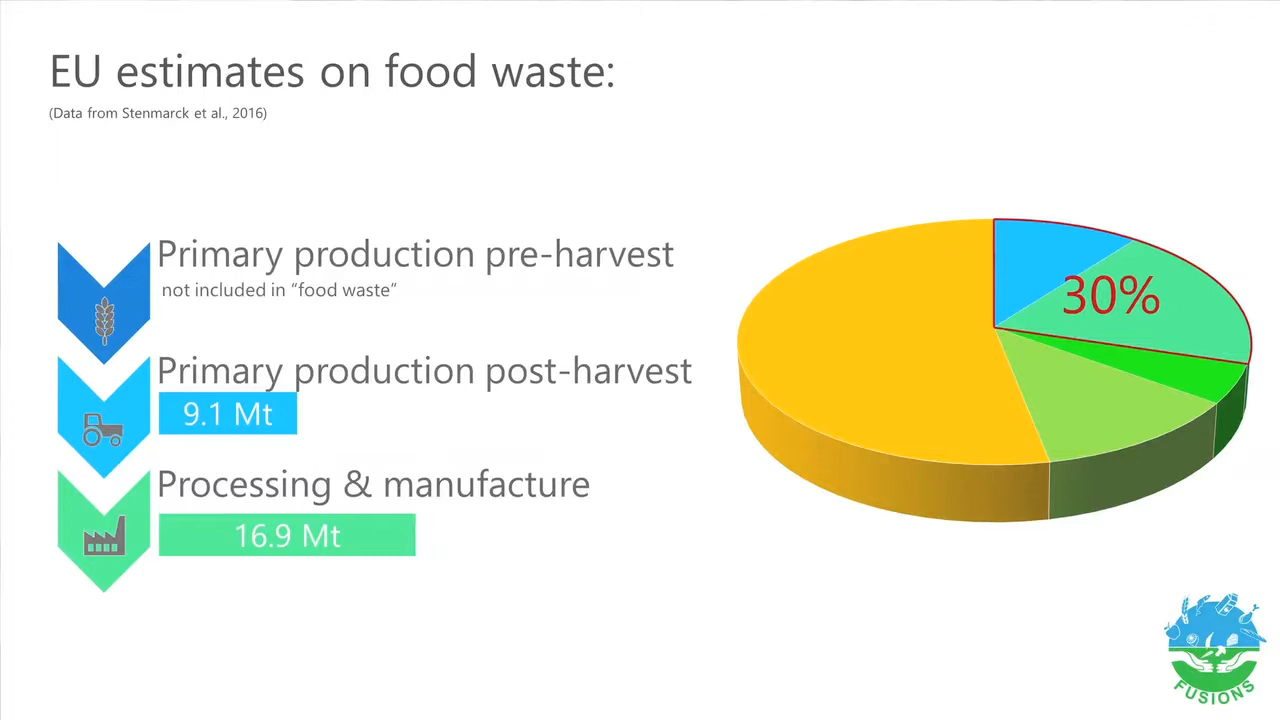 EU estimates on food waste:
(Data from Stenmarck et al., 2016)
Primary production pre-harvest
not included in “food waste”
Primary production post-harvest
9.1 Mt
Processing & manufacture
16.9 Mt
30%
FUSIONS